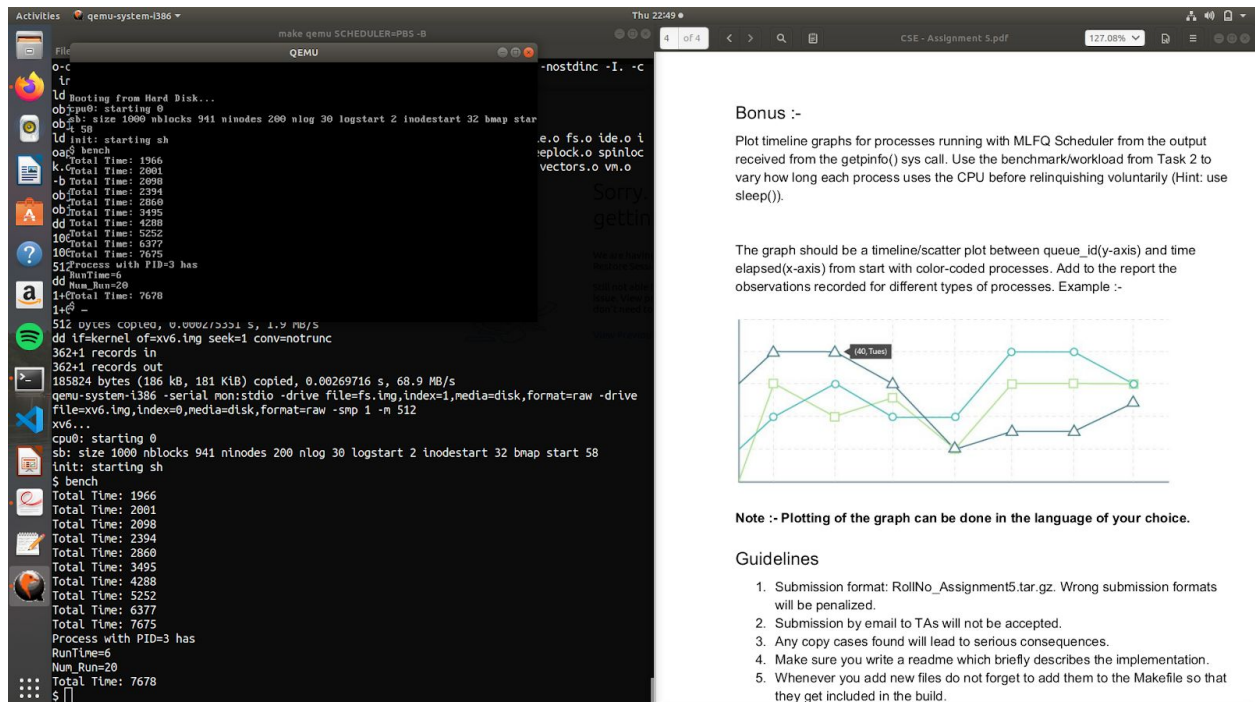 Activities
qemu-system-i386
Thu 22:49
make qemu SCHEDULER=PBS -B
File
QEMU
Booting from Hard Disk...
cpu0: starting 0
sb: size 1000 nblocks 941 ninodes 200 nlog 30 logstart 2 inodestart 32 bmap star
t 58
init: starting sh
$ bench
Total Time: 1966
Total Time: 2001
Total Time: 2098
Total Time: 2394
Total Time: 2860
Total Time: 3495
Total Time: 4288
Total Time: 5252
Total Time: 6377
Total Time: 7675
Process with PID=3 has
RunTime=6
Num_Run=20
Total Time: 7678
$ _
-nostdinc -I. -c
ld
ld
.o fs.o ide.o i
eeplock.o spinloc
vectors.o vm.o
-b
dd
dd
1+0
1+0
512 bytes copied, 0.000275351 s, 1.9 MB/s
dd if=kernel of=xv6.img seek=1 conv=notrunc
362+1 records in
362+1 records out
185824 bytes (186 kB, 181 KiB) copied, 0.00269716 s, 68.9 MB/s
qemu-system-i386 -serial mon:stdio -drive file=fs.img,index=1,media=disk,format=raw -drive
file=xv6.img,index=0,media=disk,format=raw -smp 1 -m 512
xv6...
cpu0: starting 0
sb: size 1000 nblocks 941 ninodes 200 nlog 30 logstart 2 inodestart 32 bmap start 58
init: starting sh
$ bench
Total Time: 1966
Total Time: 2001
Total Time: 2098
Total Time: 2394
Total Time: 2860
Total Time: 3495
Total Time: 4288
Total Time: 5252
Total Time: 6377
Total Time: 7675
Process with PID=3 has
RunTime=6
Num_Run=20
Total Time: 7678
$
4 of 4
CSE - Assignment 5.pdf
127.08%
Bonus :-
Plot timeline graphs for processes running with MLFQ Scheduler from the output
received from the getpinfo() sys call. Use the benchmark/workload from Task 2 to
vary how long each process uses the CPU before relinquishing voluntarily (Hint: use
sleep()).
The graph should be a timeline/scatter plot between queue_id(y-axis) and time
elapsed(x-axis) from start with color-coded processes. Add to the report the
observations recorded for different types of processes. Example :-
(40, Tues)
Note :- Plotting of the graph can be done in the language of your choice.
Guidelines
1. Submission format: RollNo_Assignment5.tar.gz. Wrong submission formats
will be penalized.
2. Submission by email to TAs will not be accepted.
3. Any copy cases found will lead to serious consequences.
4. Make sure you write a readme which briefly describes the implementation.
5. Whenever you add new files do not forget to add them to the Makefile so that
they get included in the build.